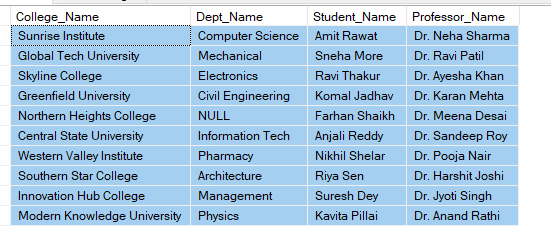 College_Name Dept_Name Student_Name Professor_Name
Sunrise Institute Computer Science Amit Rawat Dr. Neha Sharma
Global Tech University Mechanical Sneha More Dr. Ravi Patil
Skyline College Electronics Ravi Thakur Dr. Ayesha Khan
Greenfield University Civil Engineering Komal Jadhav Dr. Karan Mehta
Northern Heights College NULL Farhan Shaikh Dr. Meena Desai
Central State University Information Tech Anjali Reddy Dr. Sandeep Roy
Western Valley Institute Pharmacy Nikhil Shelar Dr. Pooja Nair
Southern Star College Architecture Riya Sen Dr. Harshit Joshi
Innovation Hub College Management Suresh Dey Dr. Jyoti Singh
Modern Knowledge University Physics Kavita Pillai Dr. Anand Rathi